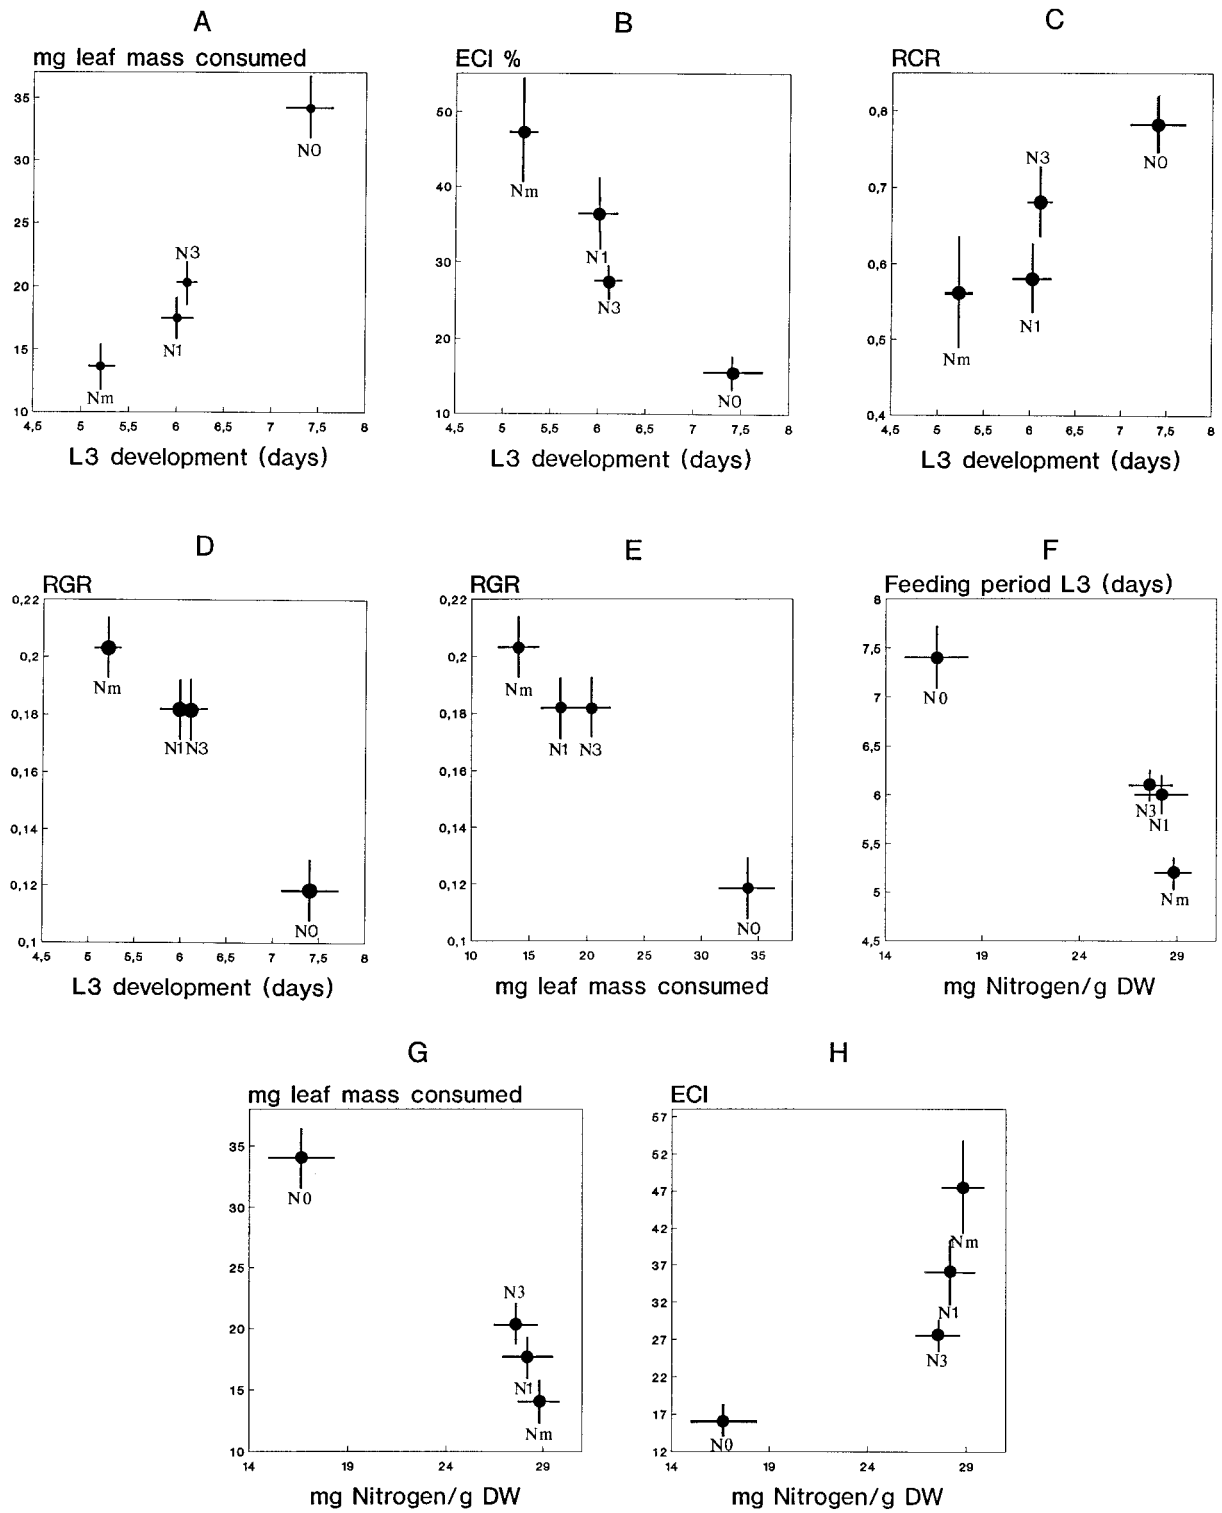 A
mg leaf mass consumed
35
30
25
20
15
10
N0
N3
N1
Nm
4,5 5 5,5 6 6,5 7 7,5 8
L3 development (days)
B
ECI %
50
40
30
20
10
Nm
N1
N3
N0
4,5 5 5,5 6 6,5 7 7,5 8
L3 development (days)
C
RCR
0,8
0,7
0,6
0,5
0,4
N3
N0
N1
Nm
4,5 5 5,5 6 6,5 7 7,5 8
L3 development (days)
D
RGR
0,22
0,2
0,18
0,16
0,14
0,12
0,1
Nm
N1 N3
N0
4,5 5 5,5 6 6,5 7 7,5 8
L3 development (days)
E
RGR
0,22
0,2
0,18
0,16
0,14
0,12
0,1
Nm
N1 N3
N0
10 15 20 25 30 35
mg leaf mass consumed
F
Feeding period L3 (days)
8
7,5
7
6,5
6
5,5
5
4,5
N0
N3
N1
Nm
14 19 24 29
mg Nitrogen/g DW
G
mg leaf mass consumed
35
30
25
20
15
10
N0
N3
N1
Nm
14 19 24 29
mg Nitrogen/g DW
H
ECI
57
52
47
42
37
32
27
22
17
12
Nm
N1
N3
N0
14 19 24 29
mg Nitrogen/g DW